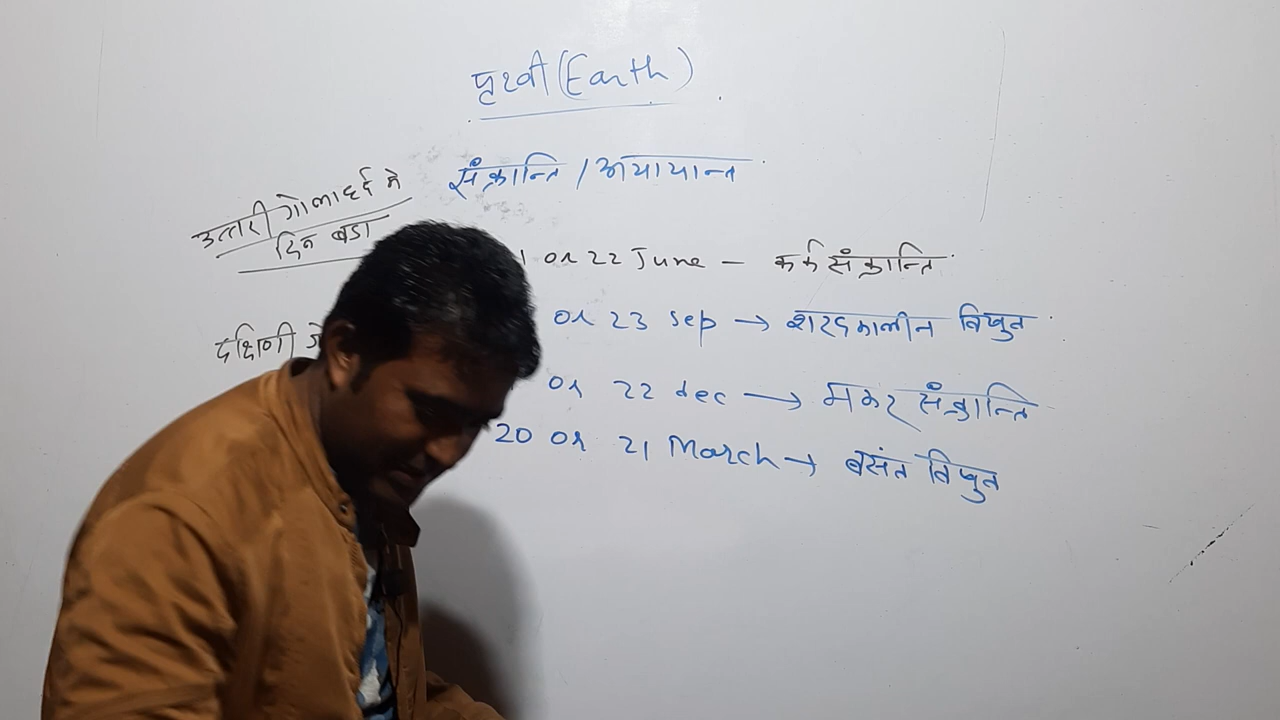 पृथ्वी (Earth)
संक्रान्ति / अयायान्त
उत्तरी गोलार्द्ध मे
दिन बडा
1 or 22 June – कर्क संक्रान्ति
or 23 Sep → शरदकालीन विषुव
दक्षिणी गो
or 22 dec → मकर संक्रान्ति
20 or 21 March → बसंत विषुव